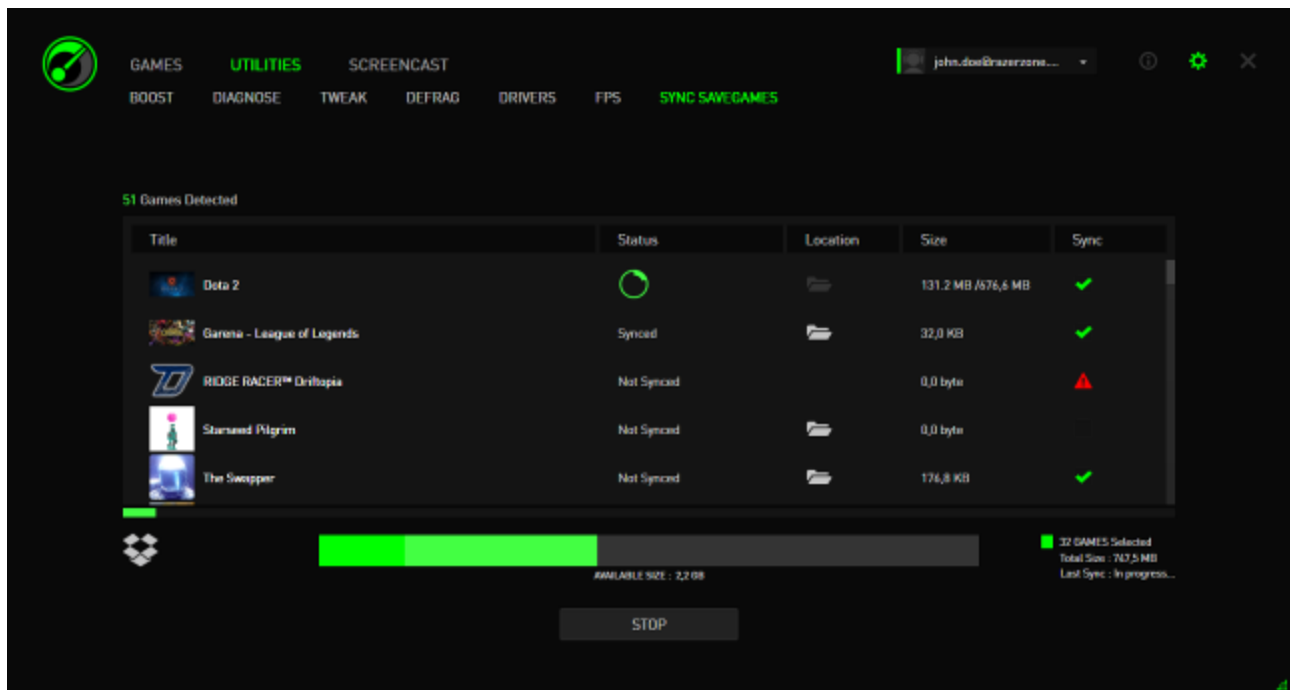 GAMES UTILITIES SCREENCAST john.doe@razerzone....
BOOST DIAGNOSE TWEAK DEFRAG DRIVERS FPS SYNC SAVEGAMES
51 Games Detected
Title Status Location Size Sync
Dota 2 131.2 MB /676,6 MB
Garena - League of Legends Synced 32,0 KB
RIDGE RACER™ Driftopia Not Synced 0,0 byte
Starseed Pilgrim Not Synced 0,0 byte
The Swapper Not Synced 176,8 KB
32 GAMES Selected
Total Size : 767,5 MB
AVAILABLE SIZE : 2,2 GB Last Sync : In progress...
STOP